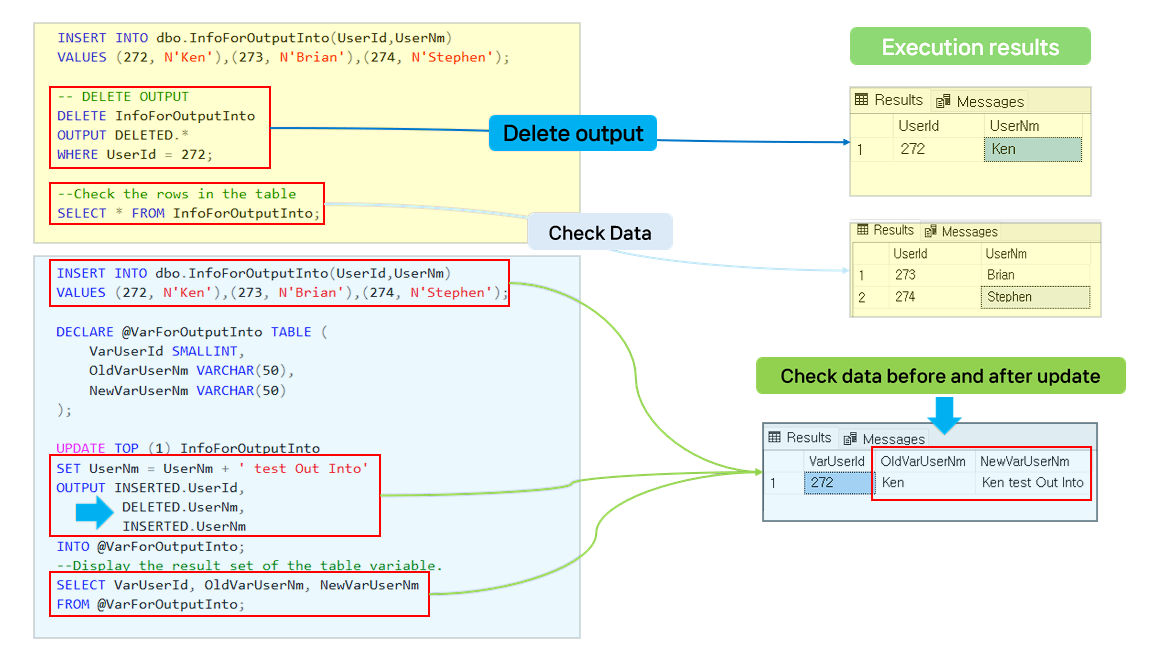 INSERT INTO dbo.InfoForOutputInto(UserId,UserNm)
VALUES (272, N'Ken'),(273, N'Brian'),(274, N'Stephen');
-- DELETE OUTPUT
DELETE InfoForOutputInto
OUTPUT DELETED.*
WHERE UserId = 272;
--Check the rows in the table
SELECT * FROM InfoForOutputInto;
Delete output
Check Data
Execution results
Results Messages
UserId UserNm
1 272 Ken
Results Messages
UserId UserNm
1 273 Brian
2 274 Stephen
INSERT INTO dbo.InfoForOutputInto(UserId,UserNm)
VALUES (272, N'Ken'),(273, N'Brian'),(274, N'Stephen');
DECLARE @VarForOutputInto TABLE (
VarUserId SMALLINT,
OldVarUserNm VARCHAR(50),
NewVarUserNm VARCHAR(50)
);
UPDATE TOP (1) InfoForOutputInto
SET UserNm = UserNm + ' test Out Into'
OUTPUT INSERTED.UserId,
DELETED.UserNm,
INSERTED.UserNm
INTO @VarForOutputInto;
--Display the result set of the table variable.
SELECT VarUserId, OldVarUserNm, NewVarUserNm
FROM @VarForOutputInto;
Check data before and after update
Results Messages
VarUserId OldVarUserNm NewVarUserNm
1 272 Ken Ken test Out Into